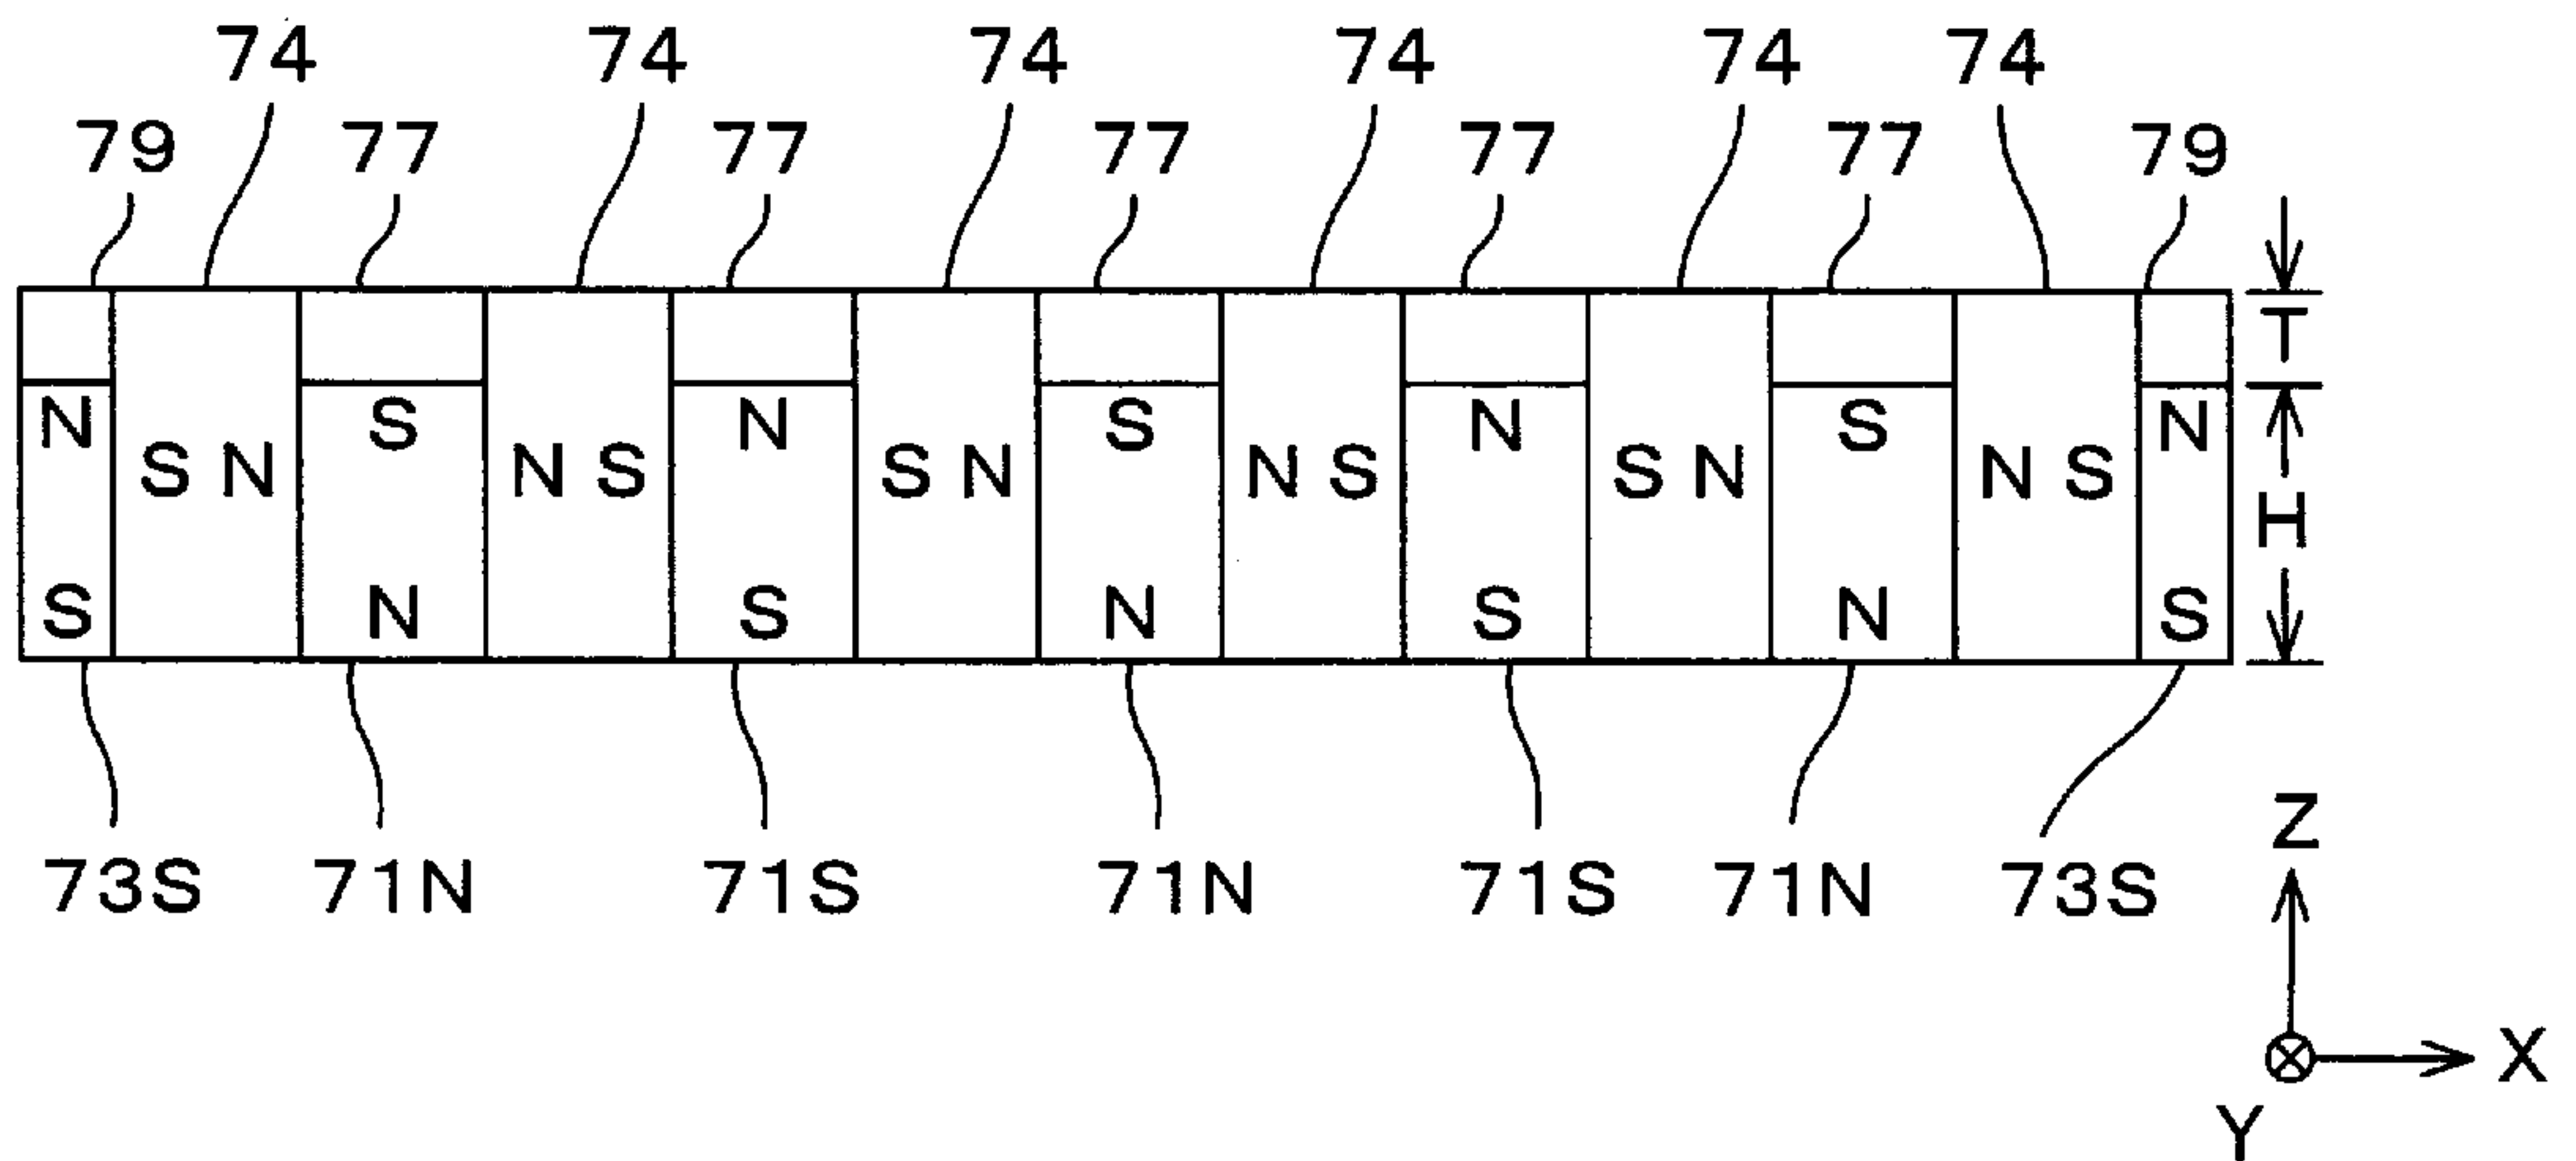 74 74 74 74 74 74
79 77 77 77 77 77 79
T
N S N S N S N
S N N S S N N S S N N S
H
S N S N S N S
73S 71N 71S 71N 71S 71N 73S
Z
X
Y